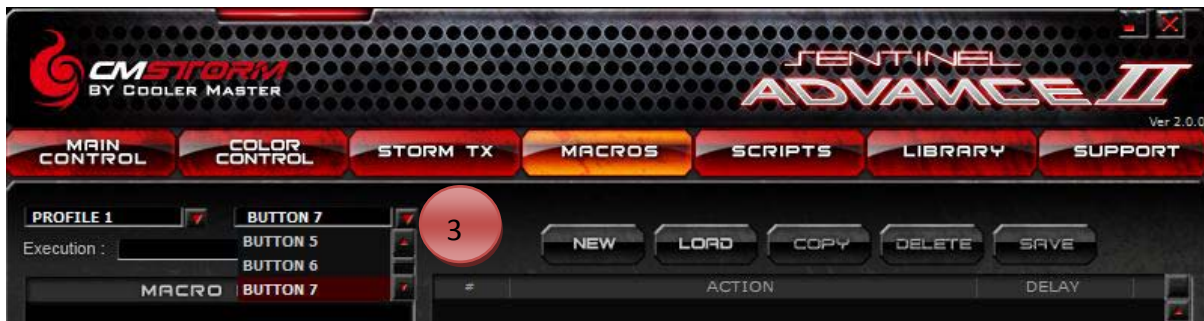 CMSTORM
BY COOLER MASTER
SENTINEL
ADVANCE II
Ver 2.0.0
MAIN CONTROL
COLOR CONTROL
STORM TX
MACROS
SCRIPTS
LIBRARY
SUPPORT
PROFILE 1
BUTTON 7
3
Execution :
BUTTON 5
BUTTON 6
BUTTON 7
NEW
LOAD
COPY
DELETE
SAVE
MACRO
#
ACTION
DELAY